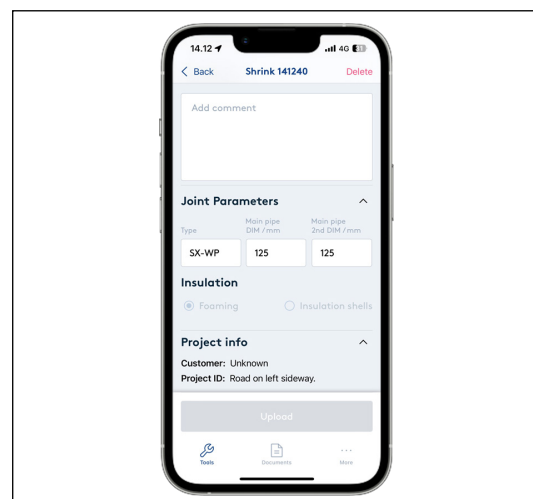 14.12 4G 31
Back Shrink 141240 Delete
Add comment
Joint Parameters
Type Main pipe DIM / mm Main pipe 2nd DIM / mm
SX-WP 125 125
Insulation
Foaming Insulation shells
Project info
Customer: Unknown
Project ID: Road on left sideway.
Upload
Tools Documents More